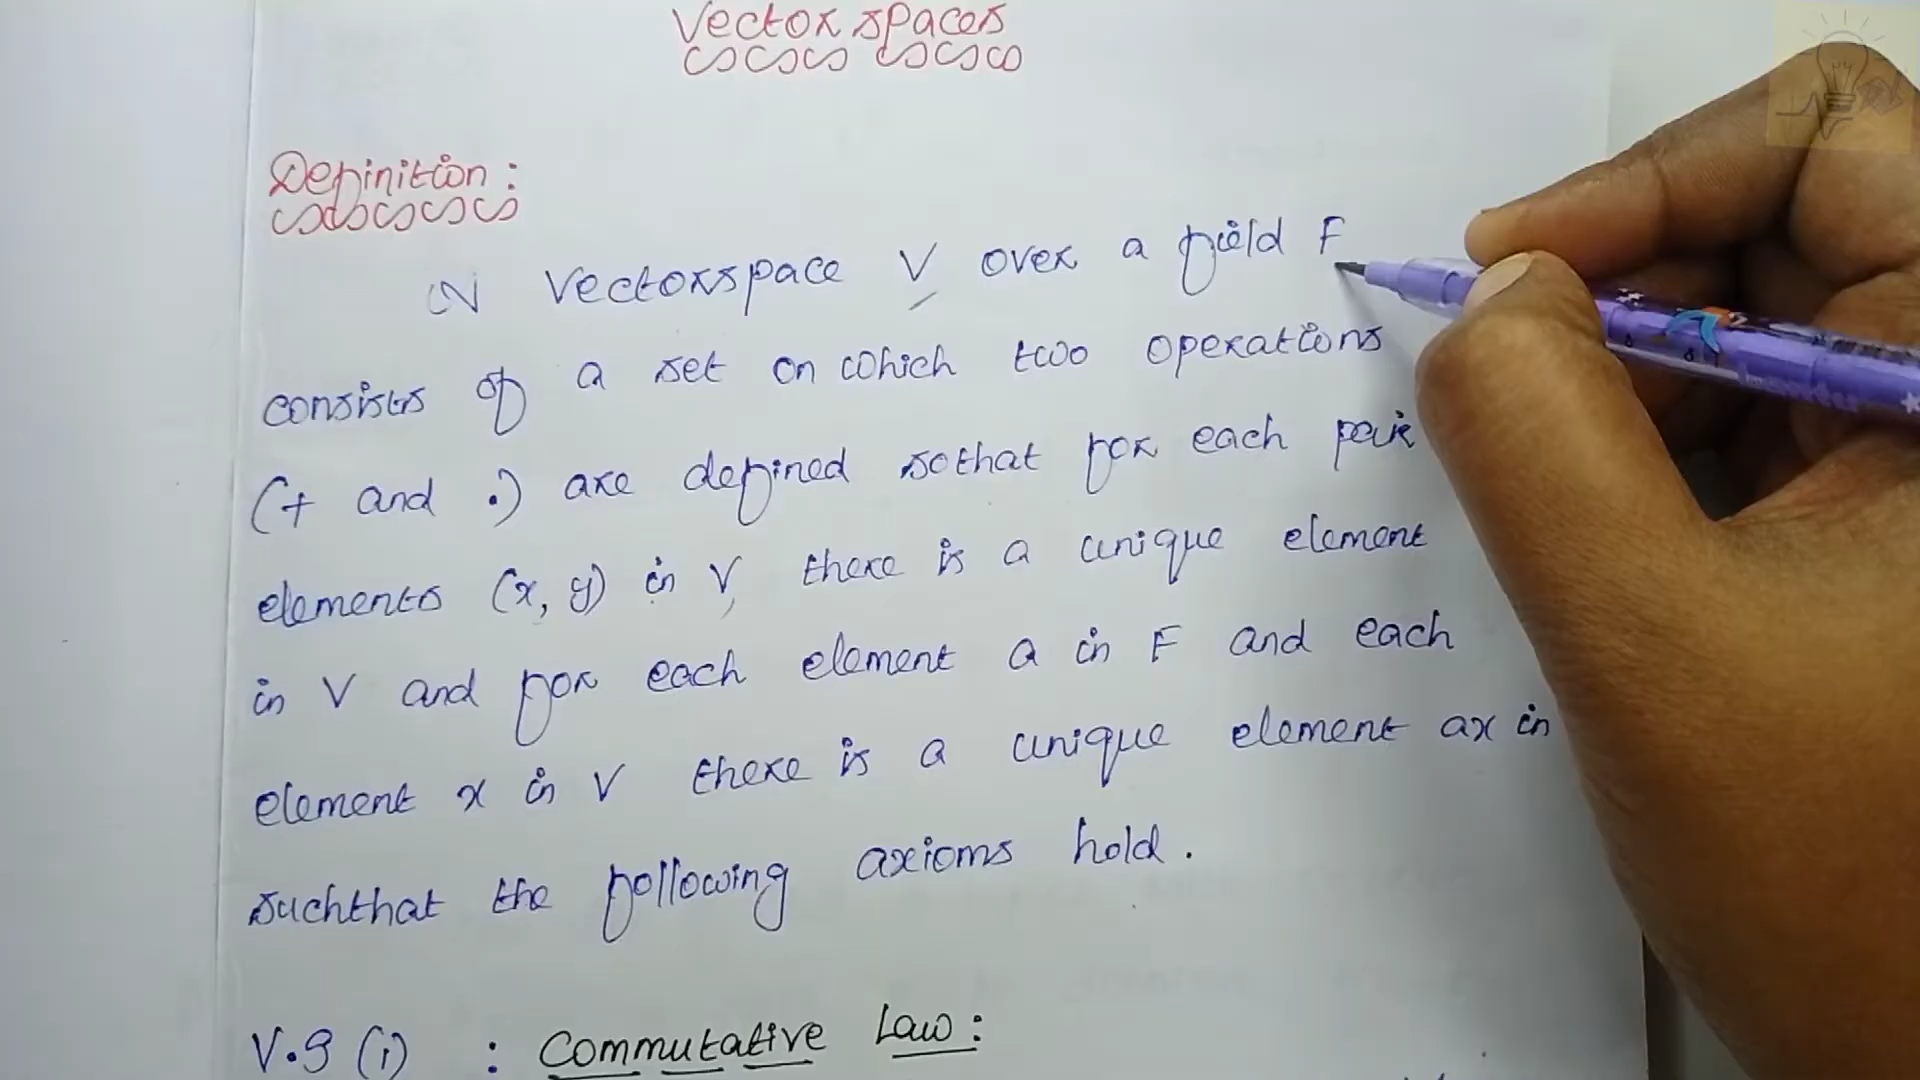 Vector spaces
Definition:
A Vectorspace V over a field F
consists of a set on which two operations
(+ and .) are defined sothat for each pair
elements (x, y) in V, there is a unique element
in V and for each element a in F and each
element x in V there is a unique element ax in
suchthat the following axioms hold.
V.S (i) : Commutative Law: